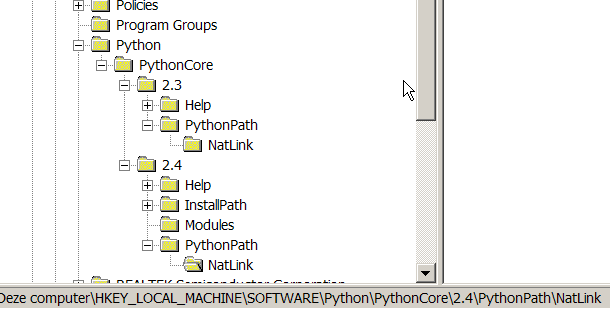 Policies
Program Groups
Python
PythonCore
2.3
Help
PythonPath
NatLink
2.4
Help
InstallPath
Modules
PythonPath
NatLink
REALTEK Semiconductor Corporation
Deze computer\HKEY_LOCAL_MACHINE\SOFTWARE\Python\PythonCore\2.4\PythonPath\NatLink